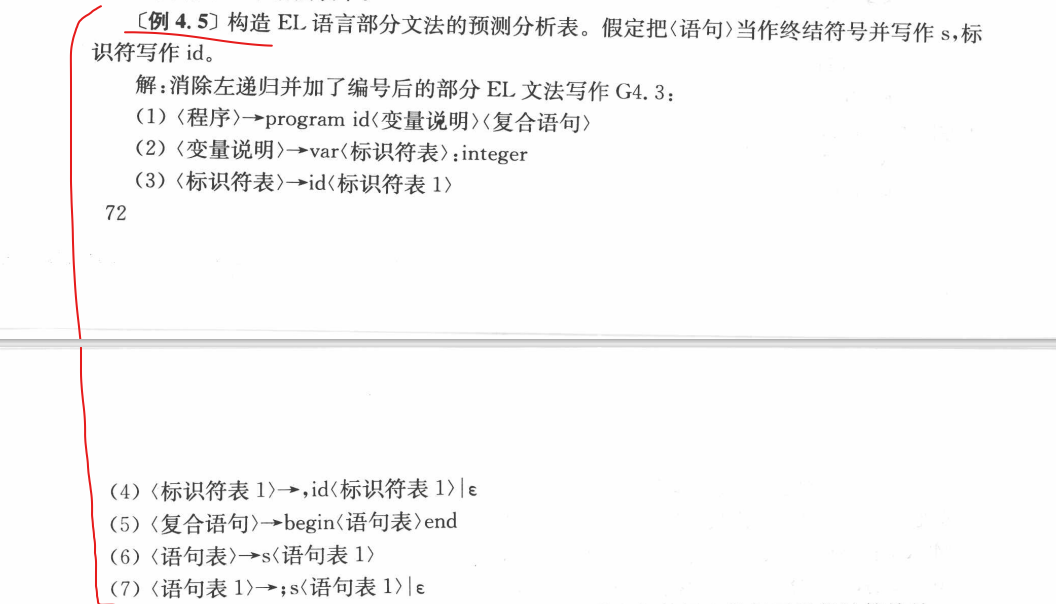 〔例 4.5〕构造 EL 语言部分文法的预测分析表。假定把〈语句〉当作终结符号并写作 s,标
识符写作 id。
解:消除左递归并加了编号后的部分 EL 文法写作 G4.3:
(1)〈程序〉→program id〈变量说明〉〈复合语句〉
(2)〈变量说明〉→var〈标识符表〉:integer
(3)〈标识符表〉→id〈标识符表 1〉
72
(4)〈标识符表 1〉→,id〈标识符表 1〉|ε
(5)〈复合语句〉→begin〈语句表〉end
(6)〈语句表〉→s〈语句表 1〉
(7)〈语句表 1〉→;s〈语句表 1〉|ε